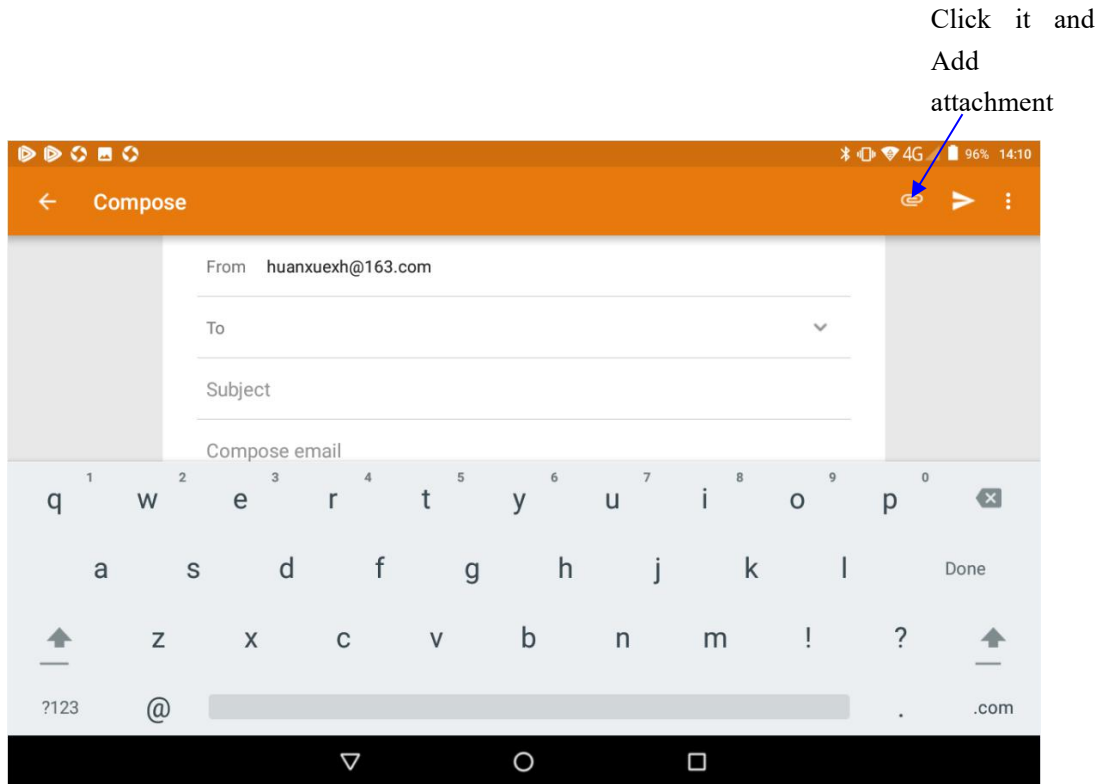 Click it and
Add
attachment
4G 96% 14:10
Compose
From huanxuexh@163.com
To
Subject
Compose email
1 2 3 4 5 6 7 8 9 0
q w e r t y u i o p
a s d f g h j k l Done
z x c v b n m ! ?
?123 @ . .com